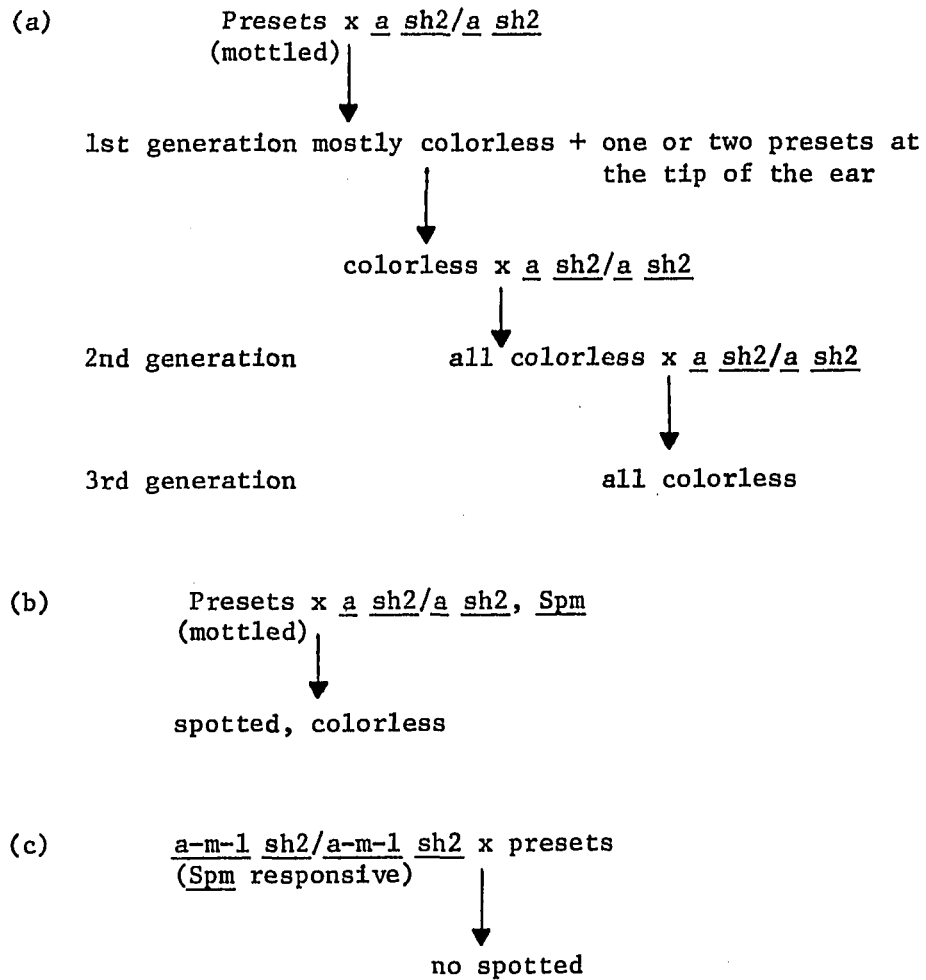 (a) Presets x a sh2/a sh2
(mottled)
1st generation mostly colorless + one or two presets at
the tip of the ear
colorless x a sh2/a sh2
2nd generation all colorless x a sh2/a sh2
3rd generation all colorless
(b) Presets x a sh2/a sh2, Spm
(mottled)
spotted, colorless
(c) a-m-1 sh2/a-m-1 sh2 x presets
(Spm responsive)
no spotted